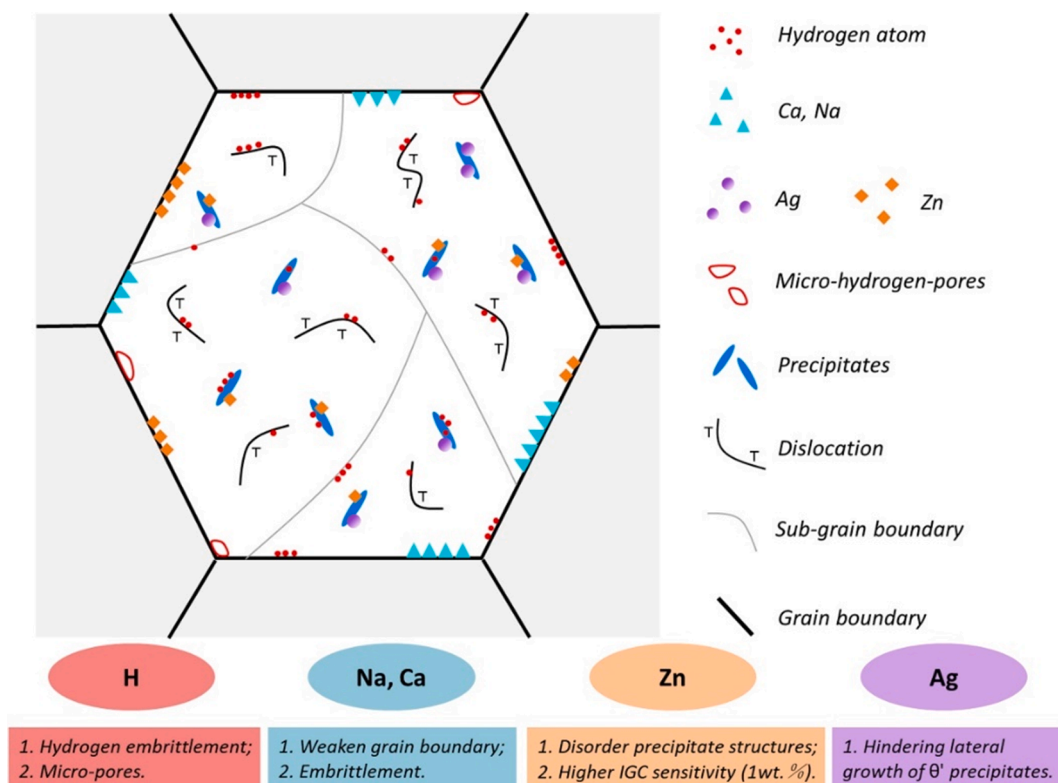 Hydrogen atom
Ca, Na
Ag
Zn
Micro-hydrogen-pores
Precipitates
Dislocation
Sub-grain boundary
Grain boundary
H
Na, Ca
Zn
Ag
1. Hydrogen embrittlement;
2. Micro-pores.
1. Weaken grain boundary;
2. Embrittlement.
1. Disorder precipitate structures;
2. Higher IGC sensitivity (1wt. %).
1. Hindering lateral
growth of θ' precipitates.